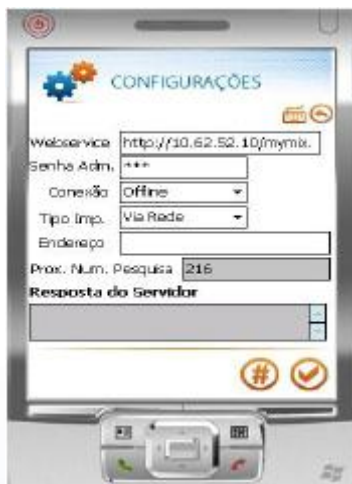 CONFIGURAÇÕES
Webservice http://10.62.52.10/mymix.
Senha Adm. ***
Conexão Offline
Tipo Imp. Via Rede
Endereço
Prox. Num. Pesquisa 216
Resposta do Servidor
#